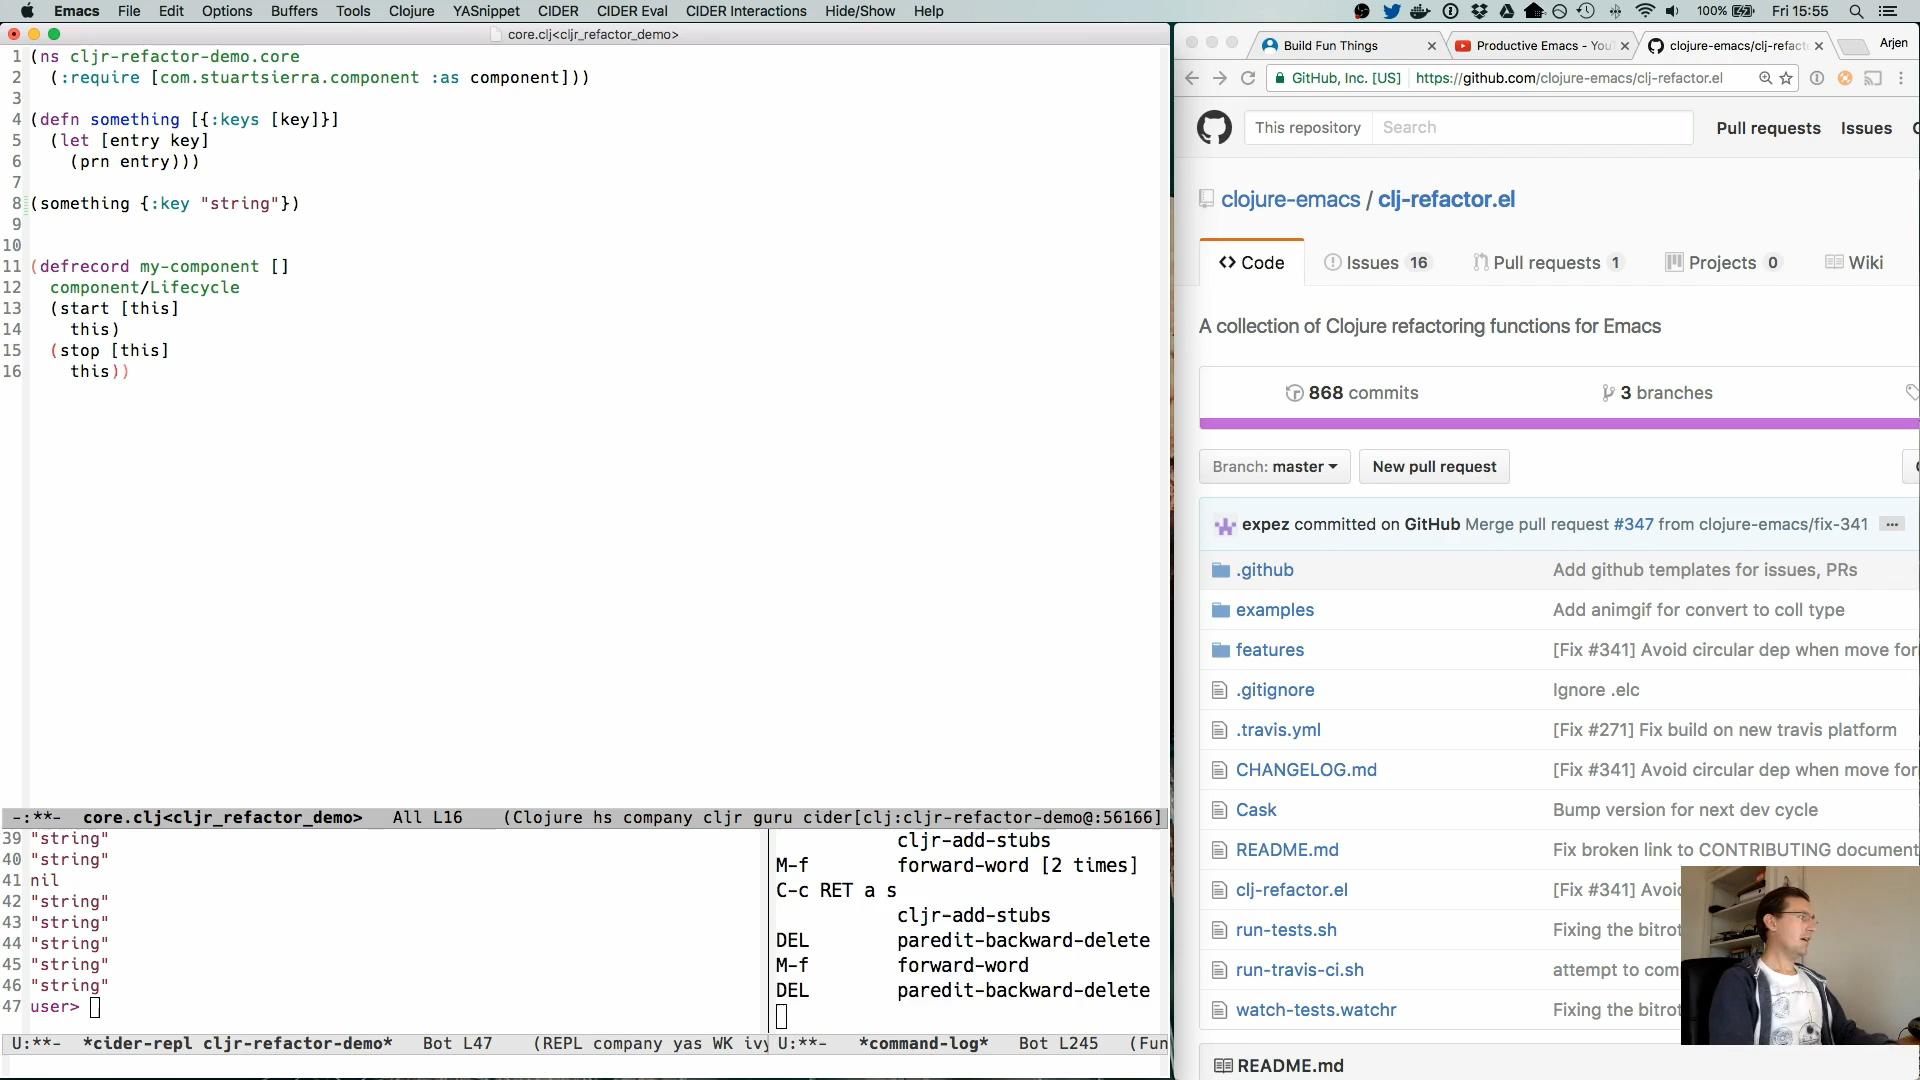 Emacs File Edit Options Buffers Tools Clojure YASnippet CIDER CIDER Eval CIDER Interactions Hide/Show Help 100% Fri 15:55
core.clj<cljr_refactor_demo>
1 (ns cljr-refactor-demo.core
2 (:require [com.stuartsierra.component :as component]))
3
4 (defn something [{:keys [key]}]
5 (let [entry key]
6 (prn entry)))
7
8 (something {:key "string"})
9
10
11 (defrecord my-component []
12 component/Lifecycle
13 (start [this]
14 this)
15 (stop [this]
16 this))
-:**- core.clj<cljr_refactor_demo> All L16 (Clojure hs company cljr guru cider[clj:cljr-refactor-demo@:56166]
39 "string"
40 "string"
41 nil
42 "string"
43 "string"
44 "string"
45 "string"
46 "string"
47 user>
U:**- *cider-repl cljr-refactor-demo* Bot L47 (REPL company yas WK ivy
cljr-add-stubs
M-f forward-word [2 times]
C-c RET a s
cljr-add-stubs
DEL paredit-backward-delete
M-f forward-word
DEL paredit-backward-delete
U:**- *command-log* Bot L245 (Fun
Build Fun Things
Productive Emacs - You
clojure-emacs/clj-refact
Arjen
GitHub, Inc. [US] https://github.com/clojure-emacs/clj-refactor.el
This repository Search Pull requests Issues
clojure-emacs / clj-refactor.el
Code Issues 16 Pull requests 1 Projects 0 Wiki
A collection of Clojure refactoring functions for Emacs
868 commits 3 branches
Branch: master New pull request
expez committed on GitHub Merge pull request #347 from clojure-emacs/fix-341 ...
.github Add github templates for issues, PRs
examples Add animgif for convert to coll type
features [Fix #341] Avoid circular dep when move for
.gitignore Ignore .elc
.travis.yml [Fix #271] Fix build on new travis platform
CHANGELOG.md [Fix #341] Avoid circular dep when move for
Cask Bump version for next dev cycle
README.md Fix broken link to CONTRIBUTING document
clj-refactor.el [Fix #341] Avoi
run-tests.sh Fixing the bitrot
run-travis-ci.sh attempt to com
watch-tests.watchr Fixing the bitrot
README.md